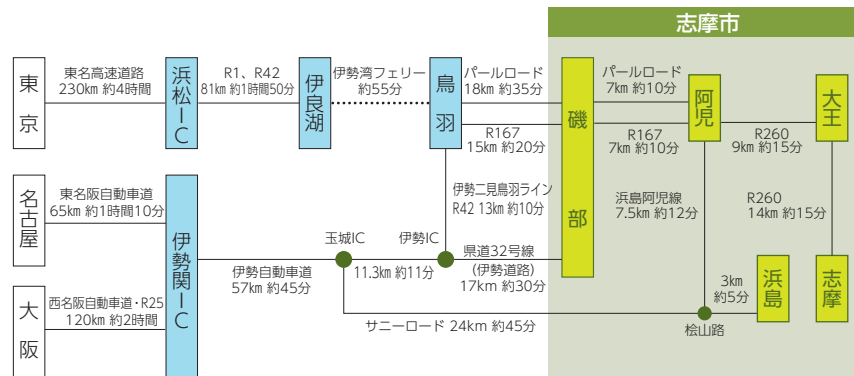 志摩市
東京
東名高速道路
230km 約4時間
浜松IC
R1、R42
81km 約1時間50分
伊良湖
伊勢湾フェリー
約55分
鳥羽
パールロード
18km 約35分
R167
15km 約20分
磯部
パールロード
7km 約10分
R167
7km 約10分
阿児
R260
9km 約15分
大王
名古屋
東名阪自動車道
65km 約1時間10分
伊勢関IC
伊勢二見鳥羽ライン
R42 13km 約10分
浜島阿児線
7.5km 約12分
R260
14km 約15分
玉城IC
伊勢IC
県道32号線
(伊勢道路)
17km 約30分
伊勢自動車道
57km 約45分
11.3km 約11分
大阪
西名阪自動車道・R25
120km 約2時間
サニーロード 24km 約45分
3km
約5分
浜島
志摩
桧山路